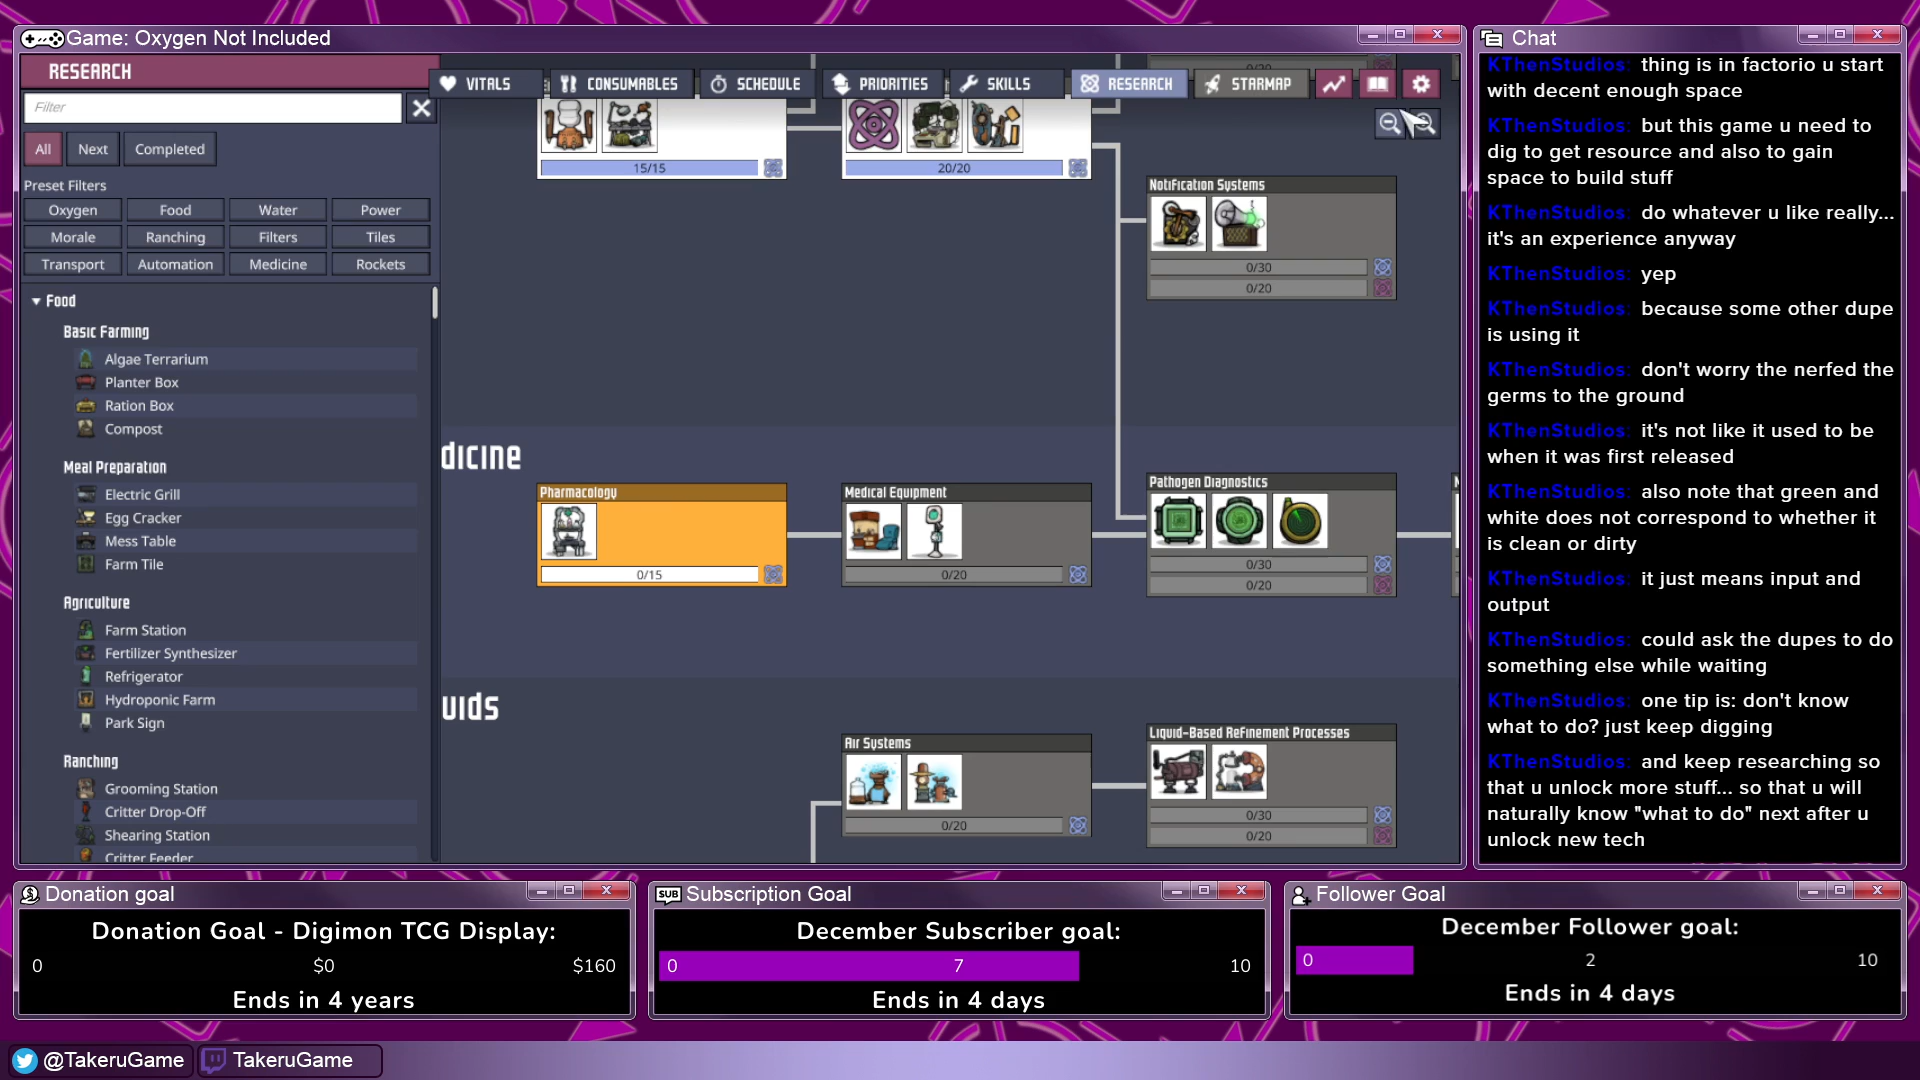 Game: Oxygen Not Included
RESEARCH
Filter
All
Next
Completed
Preset Filters
Oxygen
Food
Water
Power
Morale
Ranching
Filters
Tiles
Transport
Automation
Medicine
Rockets
Food
Basic Farming
Algae Terrarium
Planter Box
Ration Box
Compost
Meal Preparation
Electric Grill
Egg Cracker
Mess Table
Farm Tile
Agriculture
Farm Station
Fertilizer Synthesizer
Refrigerator
Hydroponic Farm
Park Sign
Ranching
Grooming Station
Critter Drop-Off
Shearing Station
Critter Feeder
VITALS
CONSUMABLES
SCHEDULE
PRIORITIES
SKILLS
RESEARCH
STARMAP
15/15
20/20
Notification Systems
0/30
0/20
dicine
Pharmacology
0/15
Medical Equipment
0/20
Pathogen Diagnostics
0/30
0/20
uids
Air Systems
0/20
Liquid-Based Refinement Processes
0/30
0/20
Chat
KThenStudios: thing is in factorio u start
with decent enough space
KThenStudios: but this game u need to
dig to get resource and also to gain
space to build stuff
KThenStudios: do whatever u like really...
it's an experience anyway
KThenStudios: yep
KThenStudios: because some other dupe
is using it
KThenStudios: don't worry the nerfed the
germs to the ground
KThenStudios: it's not like it used to be
when it was first released
KThenStudios: also note that green and
white does not correspond to whether it
is clean or dirty
KThenStudios: it just means input and
output
KThenStudios: could ask the dupes to do
something else while waiting
KThenStudios: one tip is: don't know
what to do? just keep digging
KThenStudios: and keep researching so
that u unlock more stuff... so that u will
naturally know "what to do" next after u
unlock new tech
Donation goal
Donation Goal - Digimon TCG Display:
0 $0 $160
Ends in 4 years
SUB Subscription Goal
December Subscriber goal:
0 7 10
Ends in 4 days
Follower Goal
December Follower goal:
0 2 10
Ends in 4 days
@TakeruGame
TakeruGame